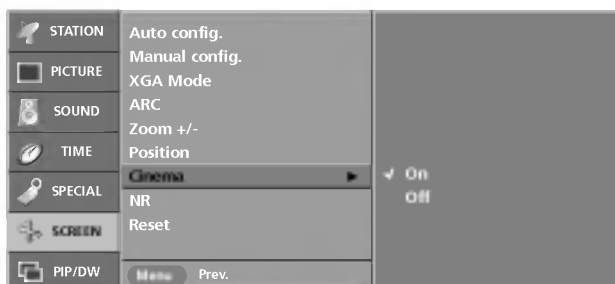 STATION
PICTURE
SOUND
TIME
SPECIAL
SCREEN
PIP/DW
Auto config.
Manual config.
XGA Mode
ARC
Zoom +/-
Position
Cinema
NR
Reset
Menu Prev.
On
Off